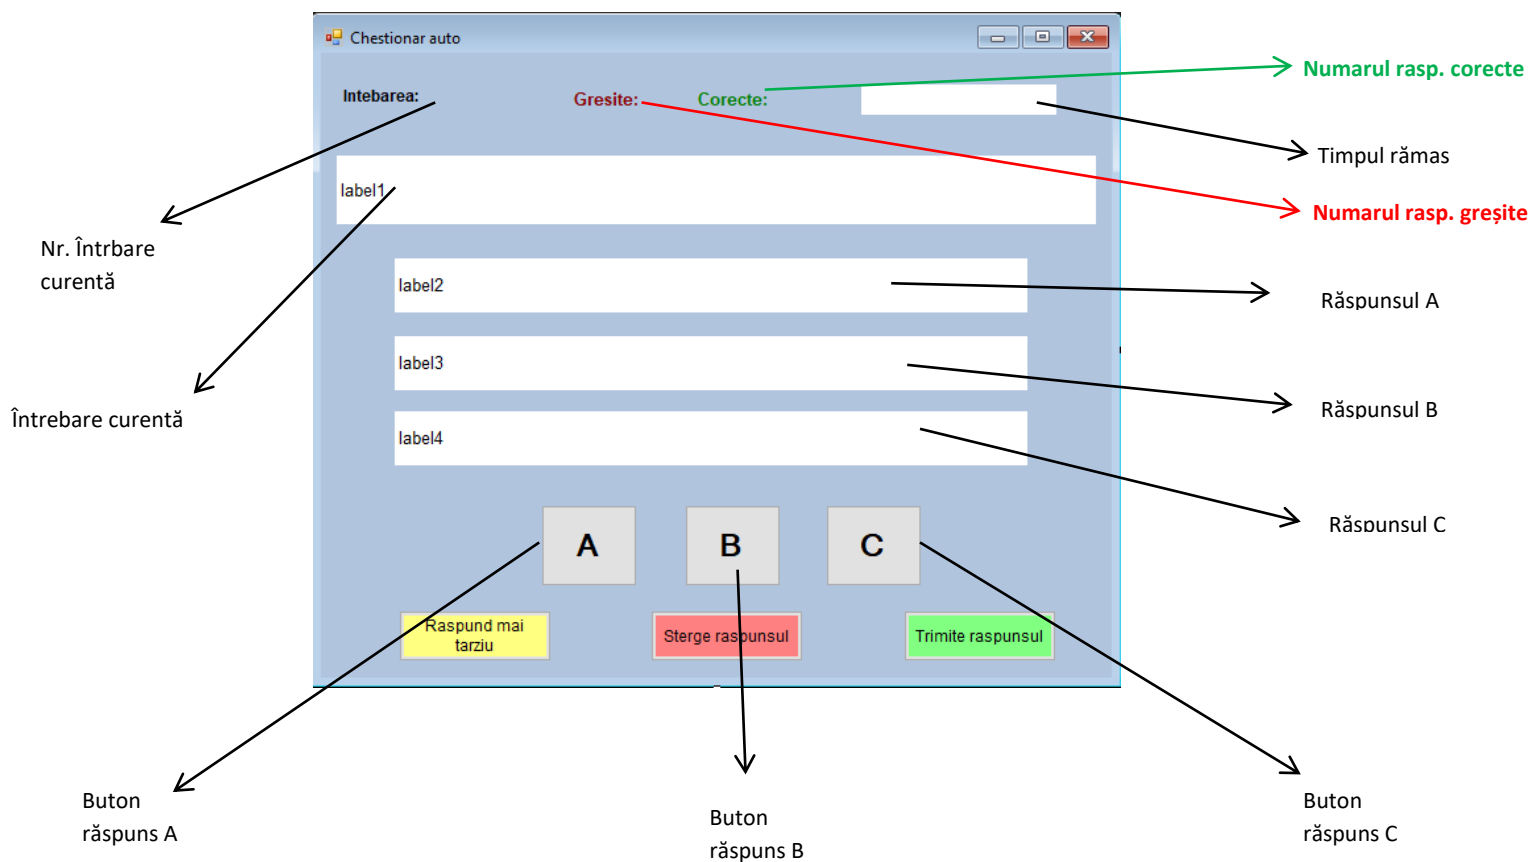 Chestionar auto
Numarul rasp. corecte
Intebarea:
Gresite:
Corecte:
Timpul rămas
label1
Numarul rasp. greșite
Nr. Întrbare
curentă
label2
Răspunsul A
label3
Răspunsul B
Întrebare curentă
label4
Răspunsul C
A
B
C
Raspund mai
tarziu
Sterge raspunsul
Trimite raspunsul
Buton
răspuns A
Buton
răspuns B
Buton
răspuns C